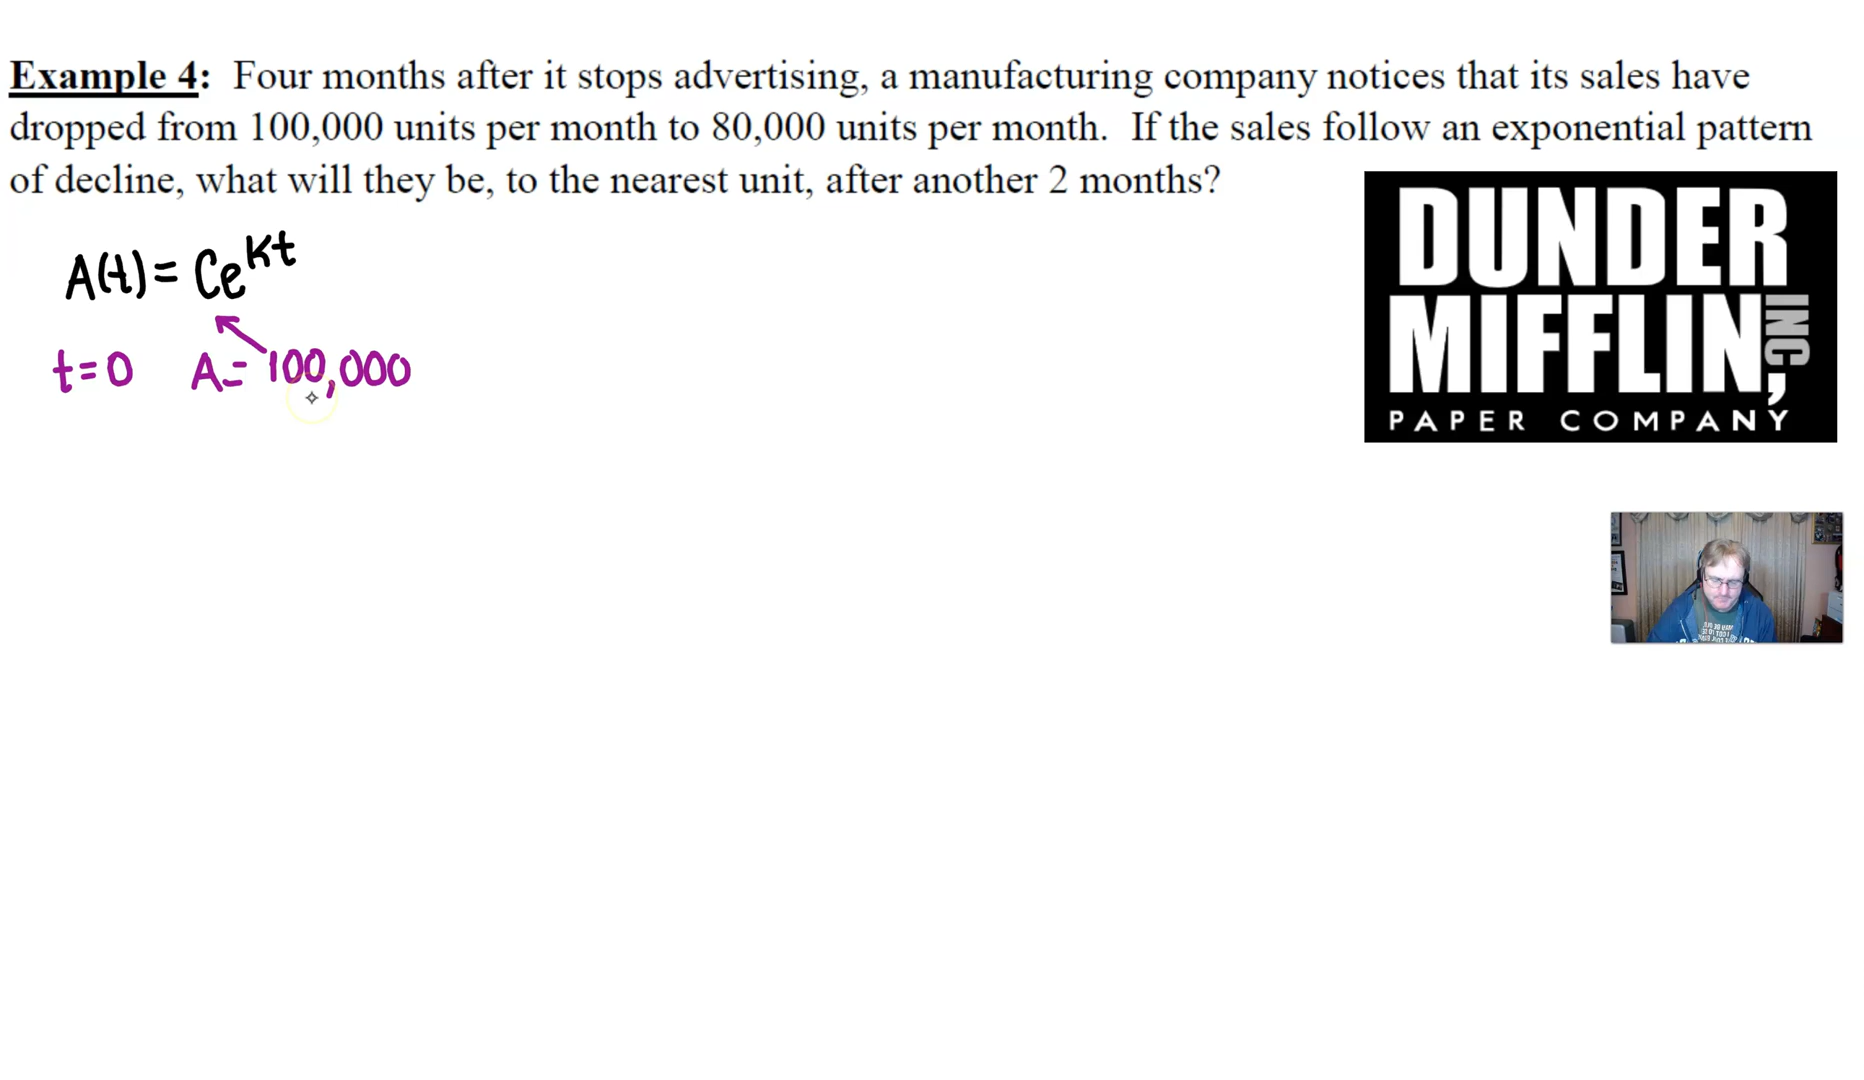 Example 4: Four months after it stops advertising, a manufacturing company notices that its sales have
dropped from 100,000 units per month to 80,000 units per month. If the sales follow an exponential pattern
of decline, what will they be, to the nearest unit, after another 2 months?
A(t) = Ce^kt
t=0 A=100,000
DUNDER
MIFFLIN, INC
PAPER COMPANY